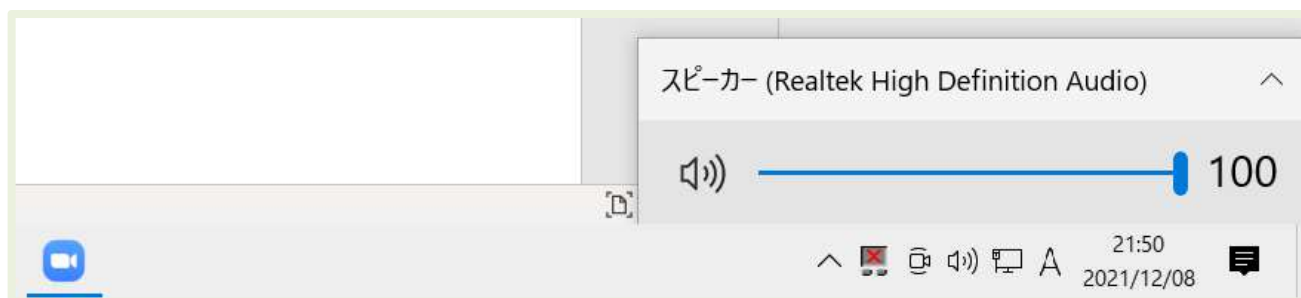 スピーカー (Realtek High Definition Audio)
100
A
21:50
2021/12/08